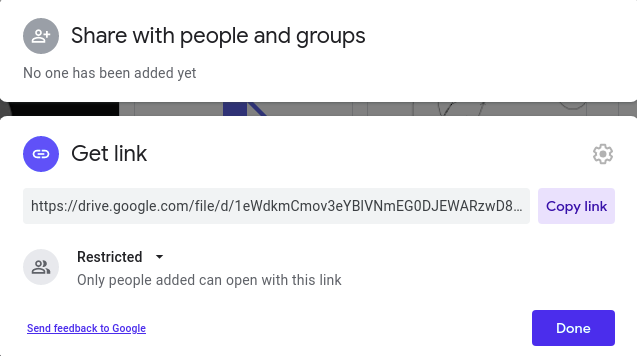 Share with people and groups
No one has been added yet
Get link
https://drive.google.com/file/d/1eWdkmCmov3eYBIVNmEG0DJEWARzwD8...
Copy link
Restricted
Only people added can open with this link
Send feedback to Google
Done